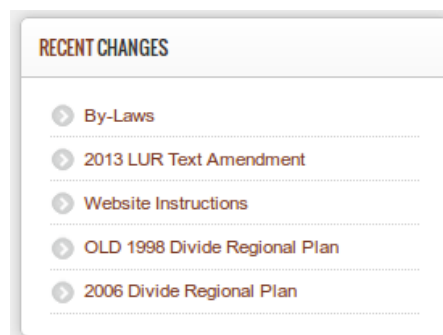 RECENT CHANGES
By-Laws
2013 LUR Text Amendment
Website Instructions
OLD 1998 Divide Regional Plan
2006 Divide Regional Plan